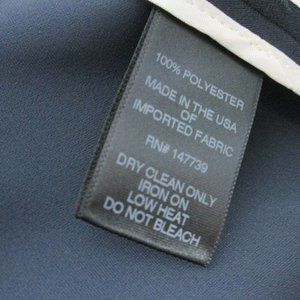 100% POLYESTER
MADE IN THE USA
OF
IMPORTED FABRIC
RN# 147739
DRY CLEAN ONLY
IRON ON
LOW HEAT
DO NOT BLEACH